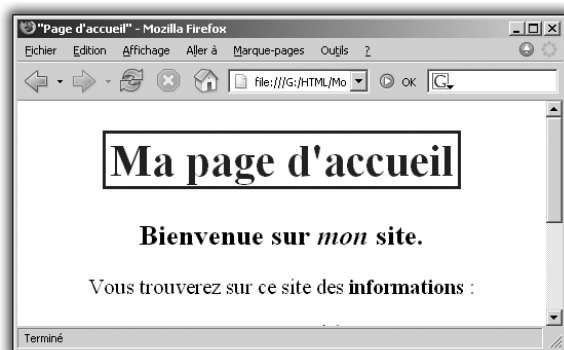 "Page d'accueil" - Mozilla Firefox
Fichier Edition Affichage Aller à Marque-pages Outils ?
file:///G:/HTML/Mo OK G
Ma page d'accueil
Bienvenue sur mon site.
Vous trouverez sur ce site des informations :
Terminé